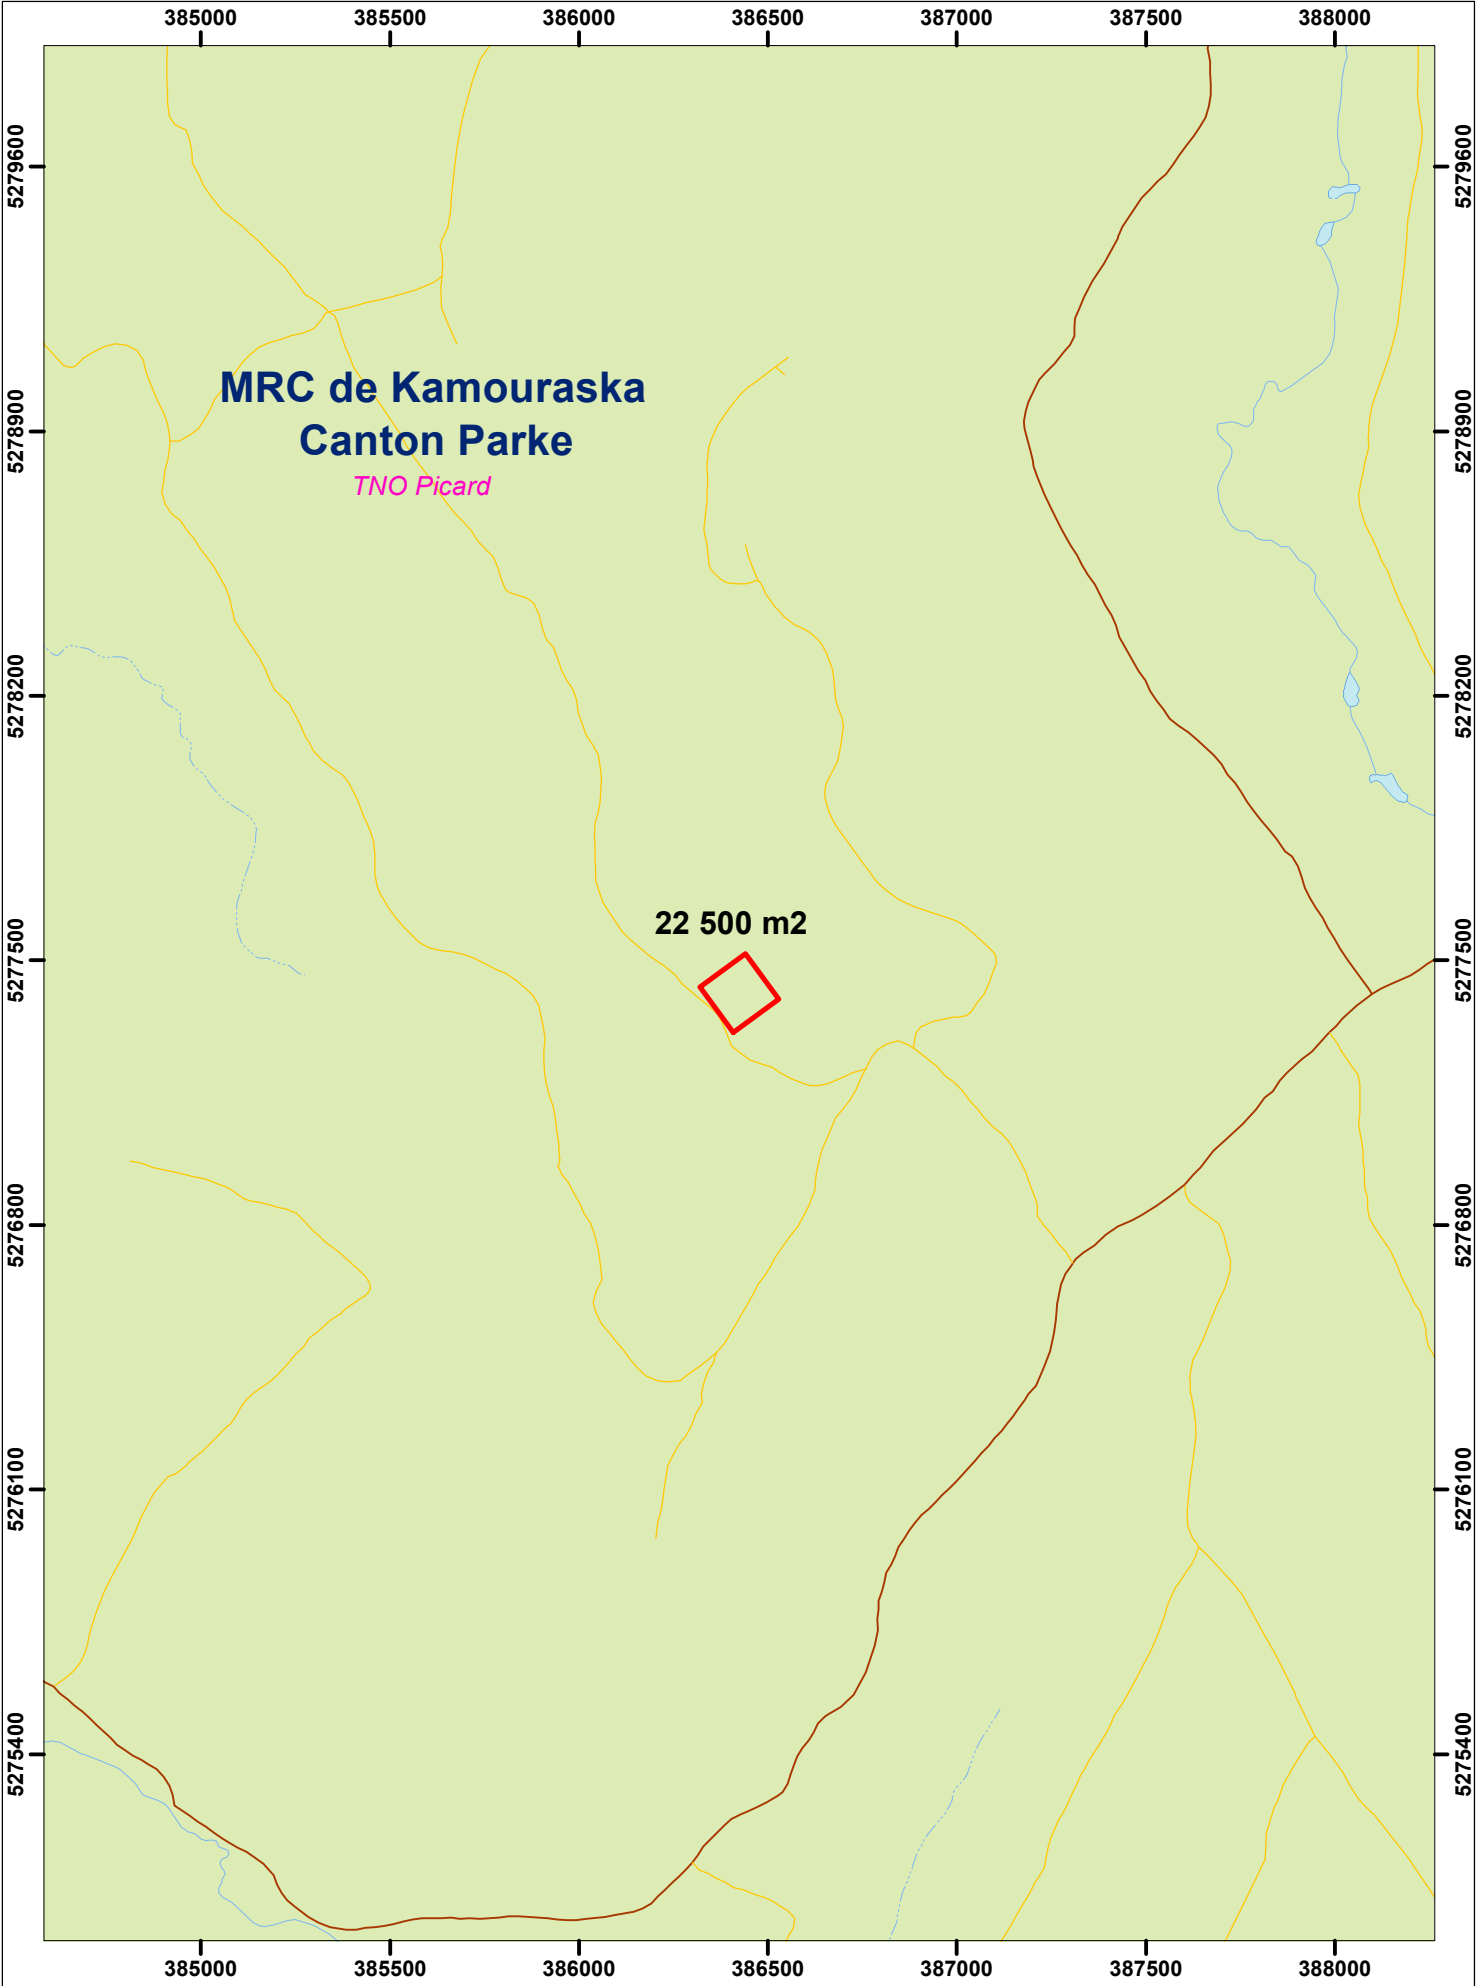 385000 385500 386000 386500 387000 387500 388000
5279600 5279600
MRC de Kamouraska
5278900 5278900
Canton Parke
TNO Picard
5278200 5278200
22 500 m2
5277500 5277500
5276800 5276800
5276100 5276100
5275400 5275400
385000 385500 386000 386500 387000 387500 388000